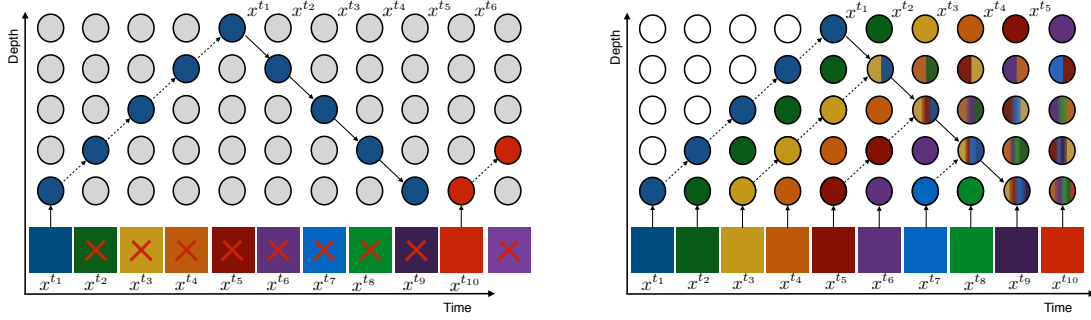 x^{t_1} x^{t_2} x^{t_3} x^{t_4} x^{t_5} x^{t_6}
Depth
x^{t_1} x^{t_2} x^{t_3} x^{t_4} x^{t_5} x^{t_6} x^{t_7} x^{t_8} x^{t_9} x^{t_{10}}
Time
x^{t_1} x^{t_2} x^{t_3} x^{t_4} x^{t_5}
Depth
x^{t_1} x^{t_2} x^{t_3} x^{t_4} x^{t_5} x^{t_6} x^{t_7} x^{t_8} x^{t_9} x^{t_{10}}
Time